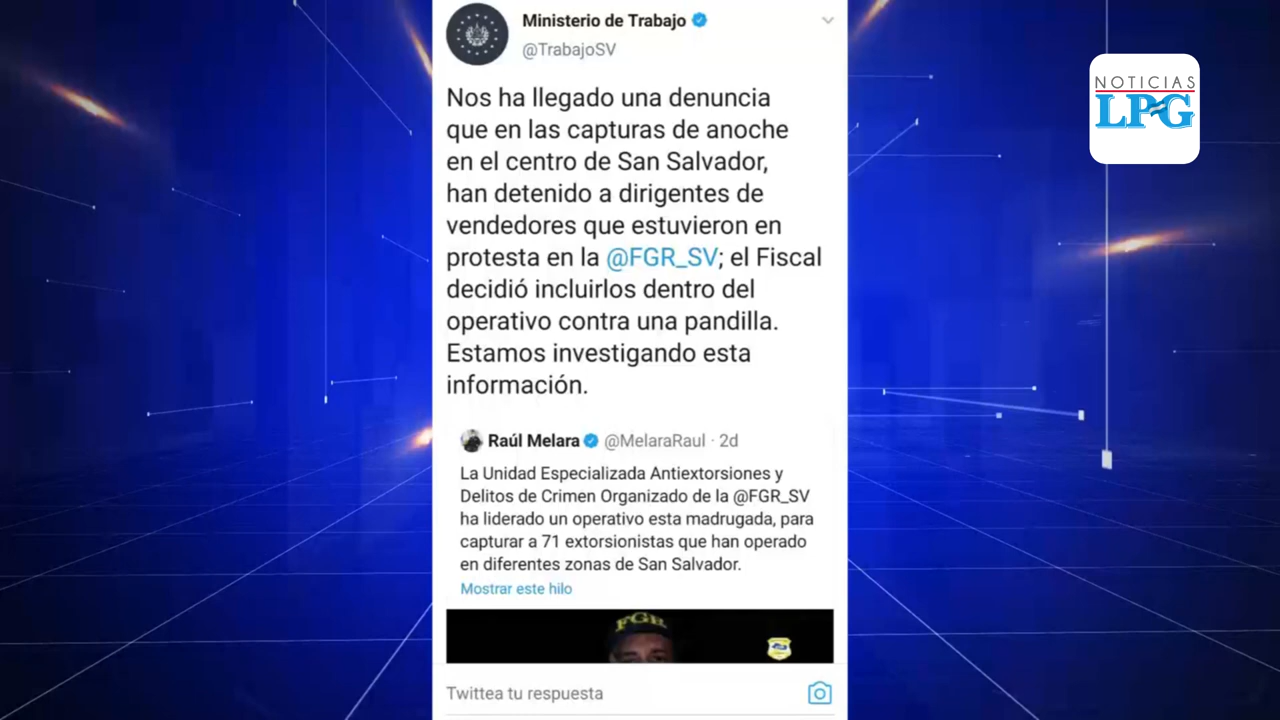 Ministerio de Trabajo
@TrabajoSV
NOTICIAS
LPG
Nos ha llegado una denuncia
que en las capturas de anoche
en el centro de San Salvador,
han detenido a dirigentes de
vendedores que estuvieron en
protesta en la @FGR_SV; el Fiscal
decidió incluirlos dentro del
operativo contra una pandilla.
Estamos investigando esta
información.
Raúl Melara @MelaraRaul · 2d
La Unidad Especializada Antiextorsiones y
Delitos de Crimen Organizado de la @FGR_SV
ha liderado un operativo esta madrugada, para
capturar a 71 extorsionistas que han operado
en diferentes zonas de San Salvador.
Mostrar este hilo
FGR
Twittea tu respuesta